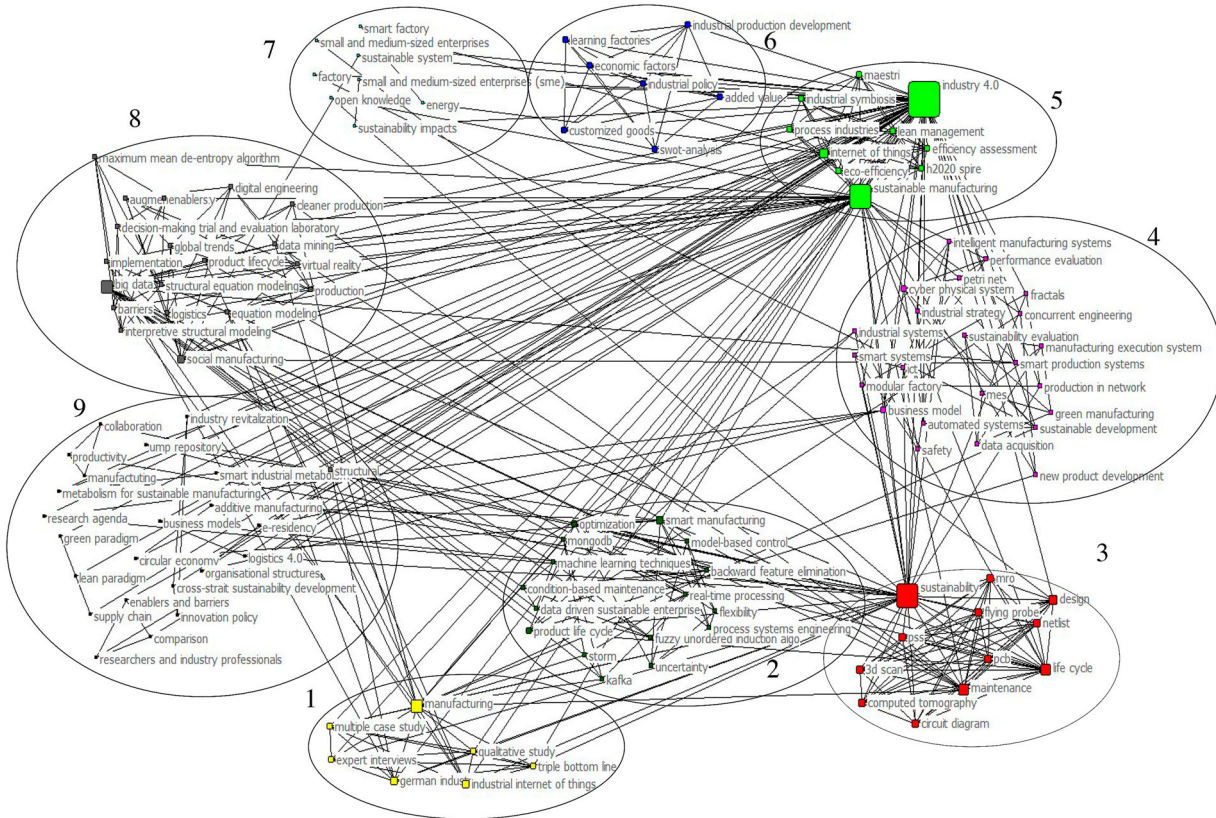 7
smart factory
small and medium-sized enterprises
sustainable system
factory
small and medium-sized enterprises (sme)
open knowledge
energy
sustainability impacts
6
industrial production development
learning factories
economic factors
industrial policy
added value
customized goods
swot-analysis
5
maestri
industry 4.0
industrial symbiosis
process industries
lean management
internet of things
efficiency assessment
eco-efficiency
h2020 spire
sustainable manufacturing
8
maximum mean de-entropy algorithm
digital engineering
enablers
cleaner production
decision-making trial and evaluation laboratory
global trends
data mining
implementation
product lifecycle
virtual reality
big data
structural equation modeling
production
barriers
logistics
equation modeling
interpretive structural modeling
social manufacturing
4
intelligent manufacturing systems
performance evaluation
petri net
cyber physical system
fractals
industrial strategy
concurrent engineering
industrial systems
sustainability evaluation
manufacturing execution system
smart systems
ict
smart production systems
modular factory
mes
production in network
business model
green manufacturing
automated systems
sustainable development
data acquisition
safety
new product development
9
industry revitalization
collaboration
ump repository
productivity
manufacturing
smart industrial metabolism
structural
metabolism for sustainable manufacturing
additive manufacturing
research agenda
business models
e-residency
green paradigm
circular economy
logistics 4.0
lean paradigm
organisational structures
cross-strait sustainability development
enablers and barriers
supply chain
innovation policy
comparison
researchers and industry professionals
2
optimization
smart manufacturing
mongodb
model-based control
machine learning techniques
backward feature elimination
condition-based maintenance
real-time processing
data driven sustainable enterprise
flexibility
product life cycle
process systems engineering
fuzzy unordered induction algo
storm
uncertainty
kafka
3
sustainability
mro
design
flying probe
netlist
pss
pcb
3d scan
life cycle
maintenance
computed tomography
circuit diagram
1
manufacturing
multiple case study
qualitative study
expert interviews
triple bottom line
german indust
industrial internet of things